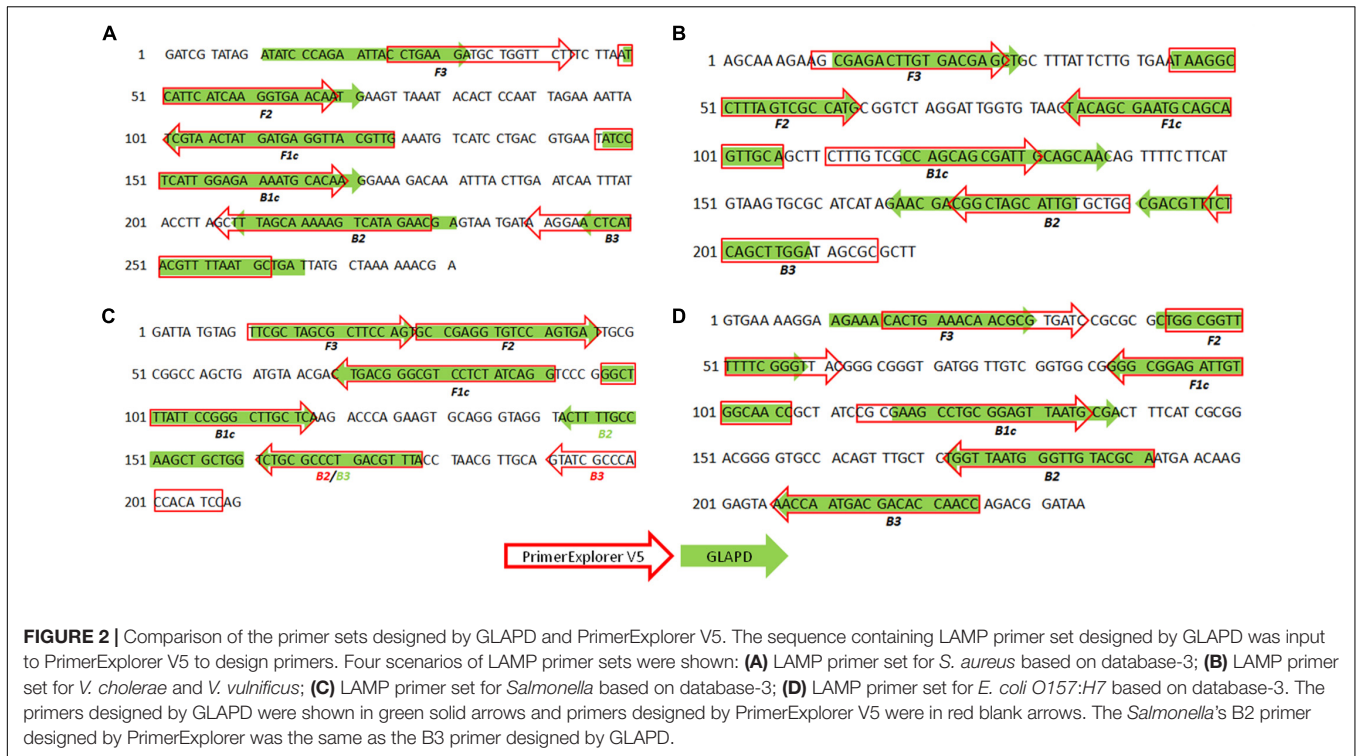 A
1 GATCG TATAG ATATC CCAGA ATTAC CTGAA GATGC TGGTT CTTTC TTAAT
F3
51 CATTC ATCAA GGTGA ACAAT GAAGT TAAAT ACACT CCAAT TAGAA AATTA
F2
101 TCGTA ACTAT GATGA GGTTA CGTTG AAATG TCATC CTGAC GTGAA TATCC
F1c
151 TCATT GGAGA AAATG CACAA GGAAA GACAA ATTTA CTTGA ATCAA TTTAT
B1c
201 ACCTT AGCTT TAGCA AAAAG TCATA GAACG AGTAA TGATA AAGGA ACTCAT
B2
B3
251 ACGTT TTAAT GCTGA TTATG CTAAA AAACG A
B
1 AGCAA AGAAG CGAGA CTTGT GACGA GCTGC TTTAT TCTTG TGAAT AAGGC
F3
51 CTTTA GTCGC CATGC GGTCT AGGAT TGGTG TAACT ACAGC GAATG CAGCA
F2
F1c
101 GTTGCA GCTT CTTTG TCGCC AGCAG CGATT GCAGC AACAG TTTTC TTCAT
B1c
151 GTAAG TGCGC ATCAT AGAAC GACGG CTAGC ATTGT GCTGG CGACG TTTCT
B2
201 CAGCT TGGAT AGCGC GCTT
B3
C
1 GATTA TGTAG TTCGC TAGCG CTTCC AGTGC CGAGG TGTCC AGTGA TTGCG
F3
F2
51 CGGCC AGCTG ATGTA ACGAC TGACG GGCGT CCTCT ATCAG GTCCC GGGCT
F1c
101 TTATT CCGGG CTTGC TCAAG ACCCA GAAGT GCAGG GTAGG TACTT TTGCC
B1c
B2
151 AAGCT GCTGG TCTGC GCCCT GACGT TTACC TAACG TTGCA GTATC GCCCA
B2/B3
B3
201 CCACA TCCAG
D
1 GTGAA AAGGA AGAAA CACTG AAACA ACGCG TGATC CGCGC GCTGG CGGTT
F3
F2
51 TTTTC GGGTT ACGGG CGGGT GATGG TTGTC GGTGG CGGGG CGGAG ATTGT
F1c
101 GGCAA CCGCT ATCCG CGAAG CCTGC GGAGT TAATG CGACT TTCAT CGCGG
B1c
151 ACGGG GTGCC ACAGT TTGCT CTGGT TAATG GGTTG TACGC AATGA ACAAG
B2
201 GAGTA AACCA ATGAC GACAC CAACC AGACG GATAA
B3
PrimerExplorer V5
GLAPD
FIGURE 2 | Comparison of the primer sets designed by GLAPD and PrimerExplorer V5. The sequence containing LAMP primer set designed by GLAPD was input
to PrimerExplorer V5 to design primers. Four scenarios of LAMP primer sets were shown: (A) LAMP primer set for S. aureus based on database-3; (B) LAMP primer
set for V. cholerae and V. vulnificus; (C) LAMP primer set for Salmonella based on database-3; (D) LAMP primer set for E. coli O157:H7 based on database-3. The
primers designed by GLAPD were shown in green solid arrows and primers designed by PrimerExplorer V5 were in red blank arrows. The Salmonella's B2 primer
designed by PrimerExplorer was the same as the B3 primer designed by GLAPD.